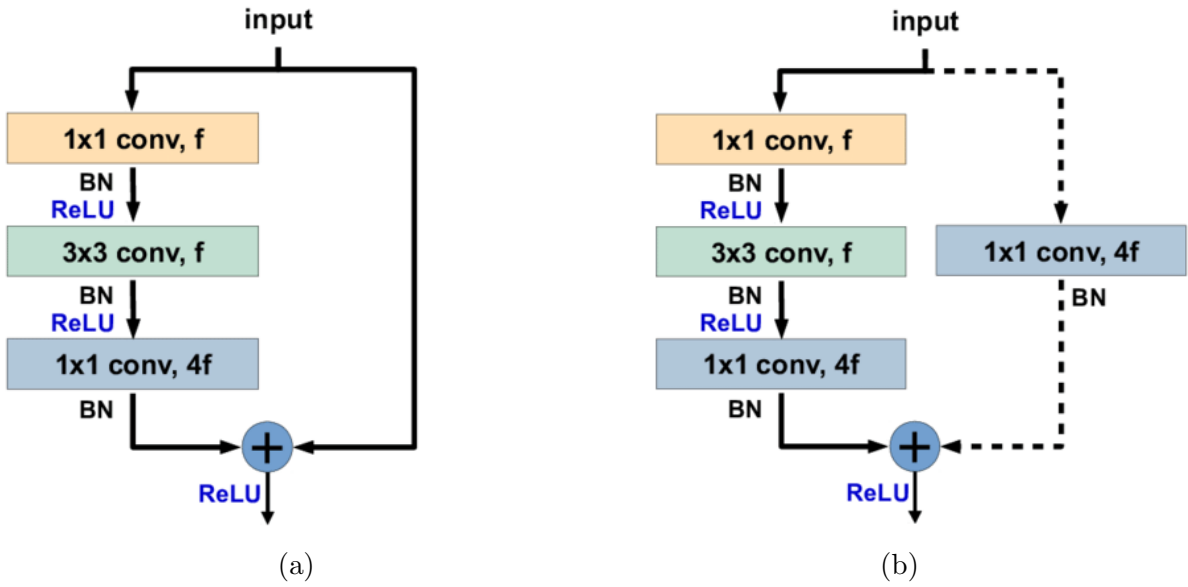 input
1x1 conv, f
BN
ReLU
3x3 conv, f
BN
ReLU
1x1 conv, 4f
BN
+
ReLU
(a)
input
1x1 conv, f
BN
ReLU
3x3 conv, f
BN
ReLU
1x1 conv, 4f
BN
1x1 conv, 4f
BN
+
ReLU
(b)